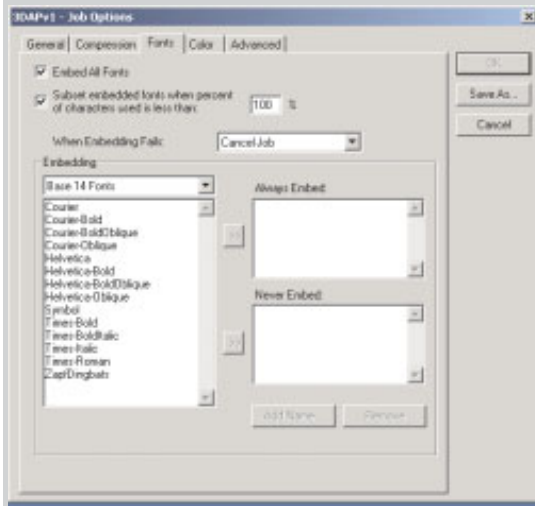 3DAPv1 - Job Options
General Compression Fonts Color Advanced
Embed All Fonts
Subset embedded fonts when percent
of characters used is less than: 100 %
When Embedding Fails: Cancel Job
Embedding
Base 14 Fonts
Courier
Courier-Bold
Courier-BoldOblique
Courier-Oblique
Helvetica
Helvetica-Bold
Helvetica-BoldOblique
Helvetica-Oblique
Symbol
Times-Bold
Times-BoldItalic
Times-Italic
Times-Roman
ZapfDingbats
>>
>>
Always Embed:
Never Embed:
Add Name... Remove
OK
Save As...
Cancel